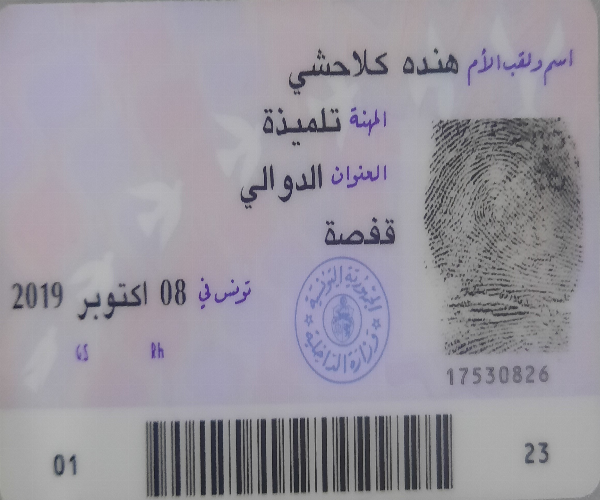 اسم ولقب الأم هنده كلاحشي
المهنة تلميذة
العنوان الدوالي
قفصة
تونس في 08 اكتوبر 2019
GS Rh
الجمهورية التونسية
وزارة الداخلية
17530826
01 23